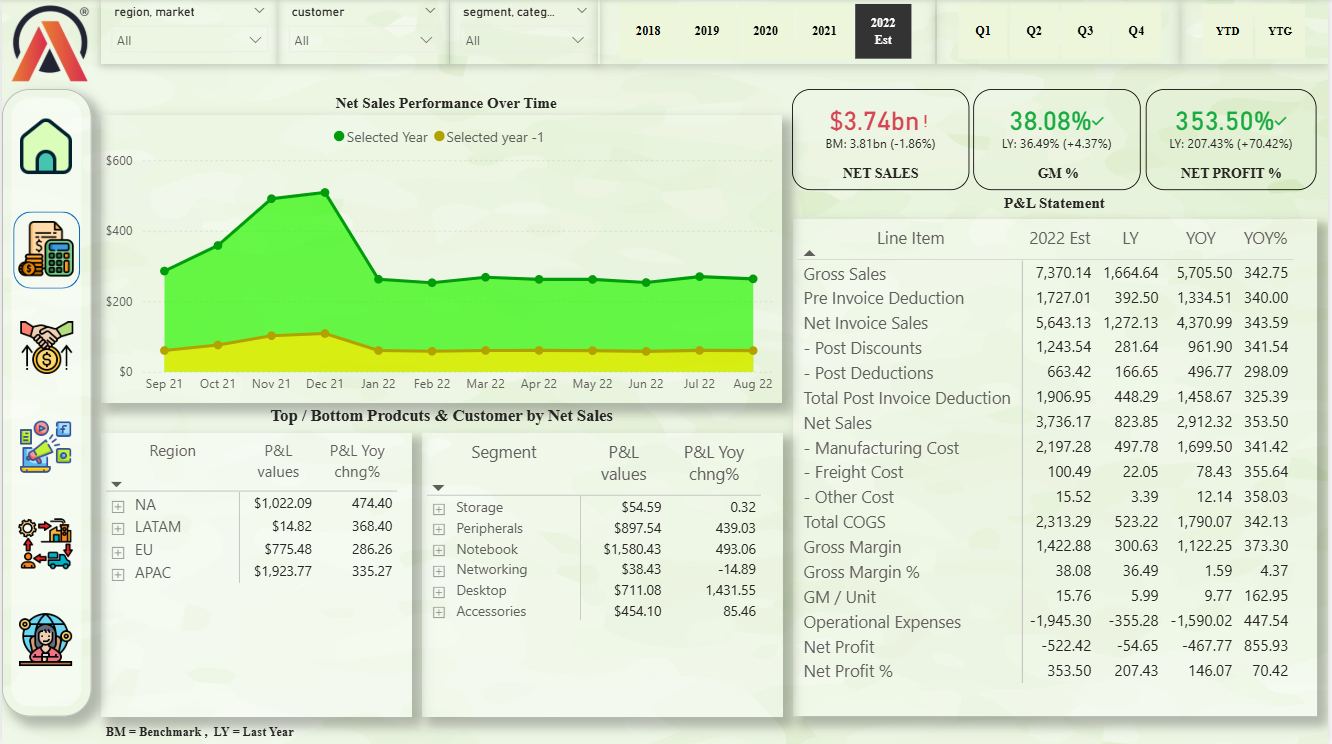 ®
region, market
All
customer
All
segment, categ...
All
2018
2019
2020
2021
2022
Est
Q1
Q2
Q3
Q4
YTD
YTG
Net Sales Performance Over Time
Selected Year
Selected year -1
$600
$400
$200
$0
Sep 21
Oct 21
Nov 21
Dec 21
Jan 22
Feb 22
Mar 22
Apr 22
May 22
Jun 22
Jul 22
Aug 22
$3.74bn!
BM: 3.81bn (-1.86%)
NET SALES
38.08%✓
LY: 36.49% (+4.37%)
GM %
353.50%✓
LY: 207.43% (+70.42%)
NET PROFIT %
Top / Bottom Prodcuts & Customer by Net Sales
Region P&L values P&L Yoy chng%
NA $1,022.09 474.40
LATAM $14.82 368.40
EU $775.48 286.26
APAC $1,923.77 335.27
Segment P&L values P&L Yoy chng%
Storage $54.59 0.32
Peripherals $897.54 439.03
Notebook $1,580.43 493.06
Networking $38.43 -14.89
Desktop $711.08 1,431.55
Accessories $454.10 85.46
P&L Statement
Line Item 2022 Est LY YOY YOY%
Gross Sales 7,370.14 1,664.64 5,705.50 342.75
Pre Invoice Deduction 1,727.01 392.50 1,334.51 340.00
Net Invoice Sales 5,643.13 1,272.13 4,370.99 343.59
- Post Discounts 1,243.54 281.64 961.90 341.54
- Post Deductions 663.42 166.65 496.77 298.09
Total Post Invoice Deduction 1,906.95 448.29 1,458.67 325.39
Net Sales 3,736.17 823.85 2,912.32 353.50
- Manufacturing Cost 2,197.28 497.78 1,699.50 341.42
- Freight Cost 100.49 22.05 78.43 355.64
- Other Cost 15.52 3.39 12.14 358.03
Total COGS 2,313.29 523.22 1,790.07 342.13
Gross Margin 1,422.88 300.63 1,122.25 373.30
Gross Margin % 38.08 36.49 1.59 4.37
GM / Unit 15.76 5.99 9.77 162.95
Operational Expenses -1,945.30 -355.28 -1,590.02 447.54
Net Profit -522.42 -54.65 -467.77 855.93
Net Profit % 353.50 207.43 146.07 70.42
BM = Benchmark , LY = Last Year